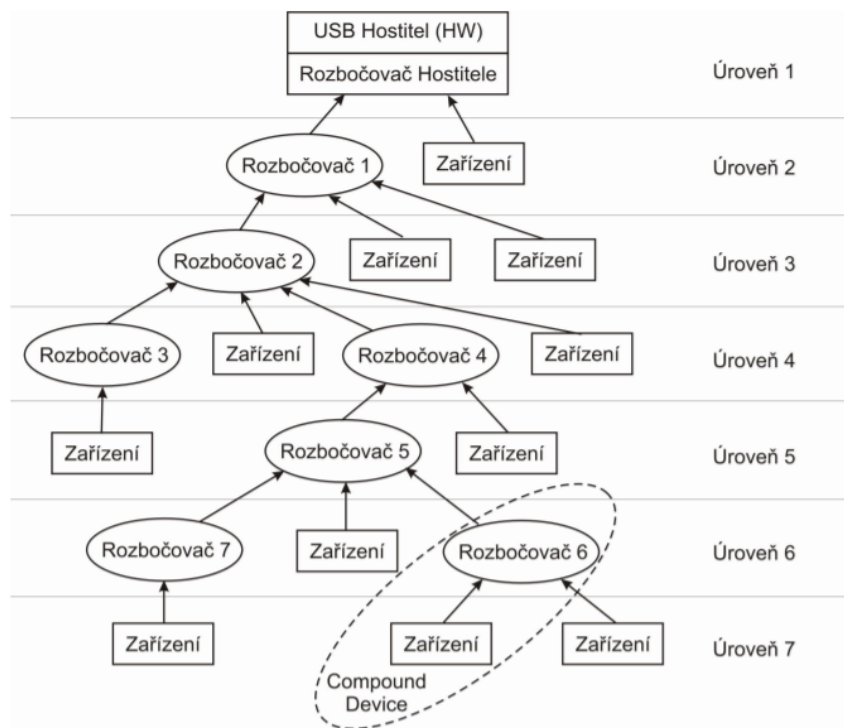 USB Hostitel (HW)
Rozbočovač Hostitele
Úroveň 1
Rozbočovač 1
Zařízení
Úroveň 2
Rozbočovač 2
Zařízení
Zařízení
Úroveň 3
Rozbočovač 3
Zařízení
Rozbočovač 4
Zařízení
Úroveň 4
Zařízení
Rozbočovač 5
Zařízení
Úroveň 5
Rozbočovač 7
Zařízení
Rozbočovač 6
Úroveň 6
Zařízení
Zařízení
Zařízení
Úroveň 7
Compound
Device